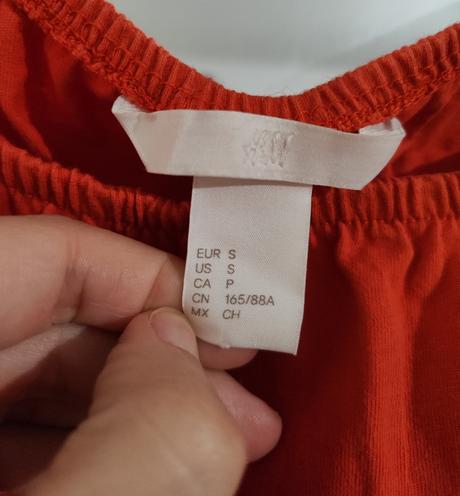 H&M
EUR S
US S
CA P
CN 165/88A
MX CH